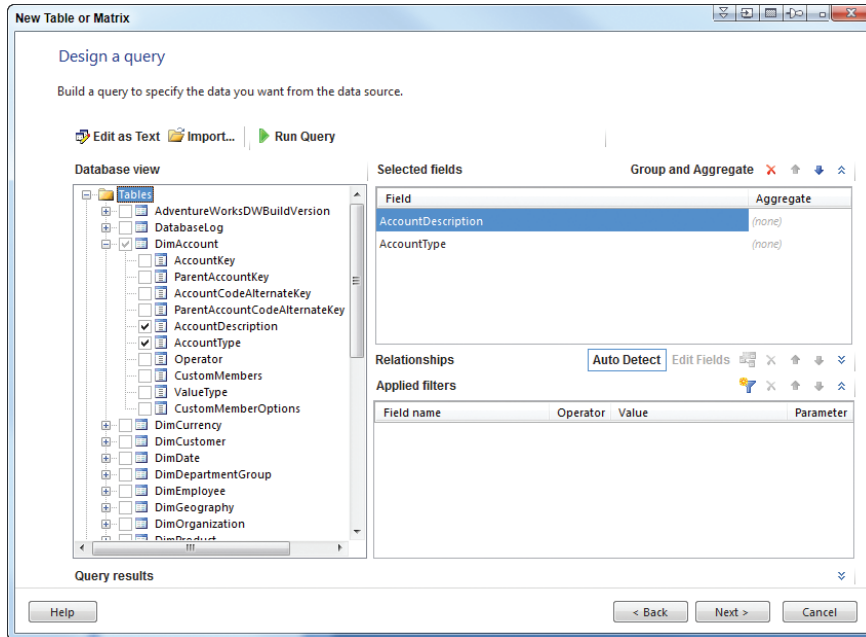 New Table or Matrix
Design a query
Build a query to specify the data you want from the data source.
Edit as Text Import... Run Query
Database view
Tables
AdventureWorksDWBuildVersion
DatabaseLog
DimAccount
AccountKey
ParentAccountKey
AccountCodeAlternateKey
ParentAccountCodeAlternateKey
AccountDescription
AccountType
Operator
CustomMembers
ValueType
CustomMemberOptions
DimCurrency
DimCustomer
DimDate
DimDepartmentGroup
DimEmployee
DimGeography
DimOrganization
DimProduct
Selected fields Group and Aggregate
Field Aggregate
AccountDescription (none)
AccountType (none)
Relationships Auto Detect Edit Fields
Applied filters
Field name Operator Value Parameter
Query results
Help < Back Next > Cancel